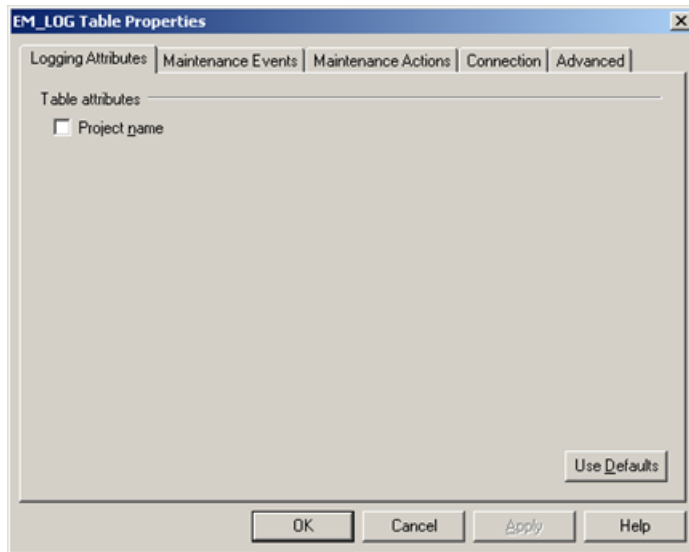 EM_LOG Table Properties
Logging Attributes Maintenance Events Maintenance Actions Connection Advanced
Table attributes
Project name
Use Defaults
OK Cancel Apply Help